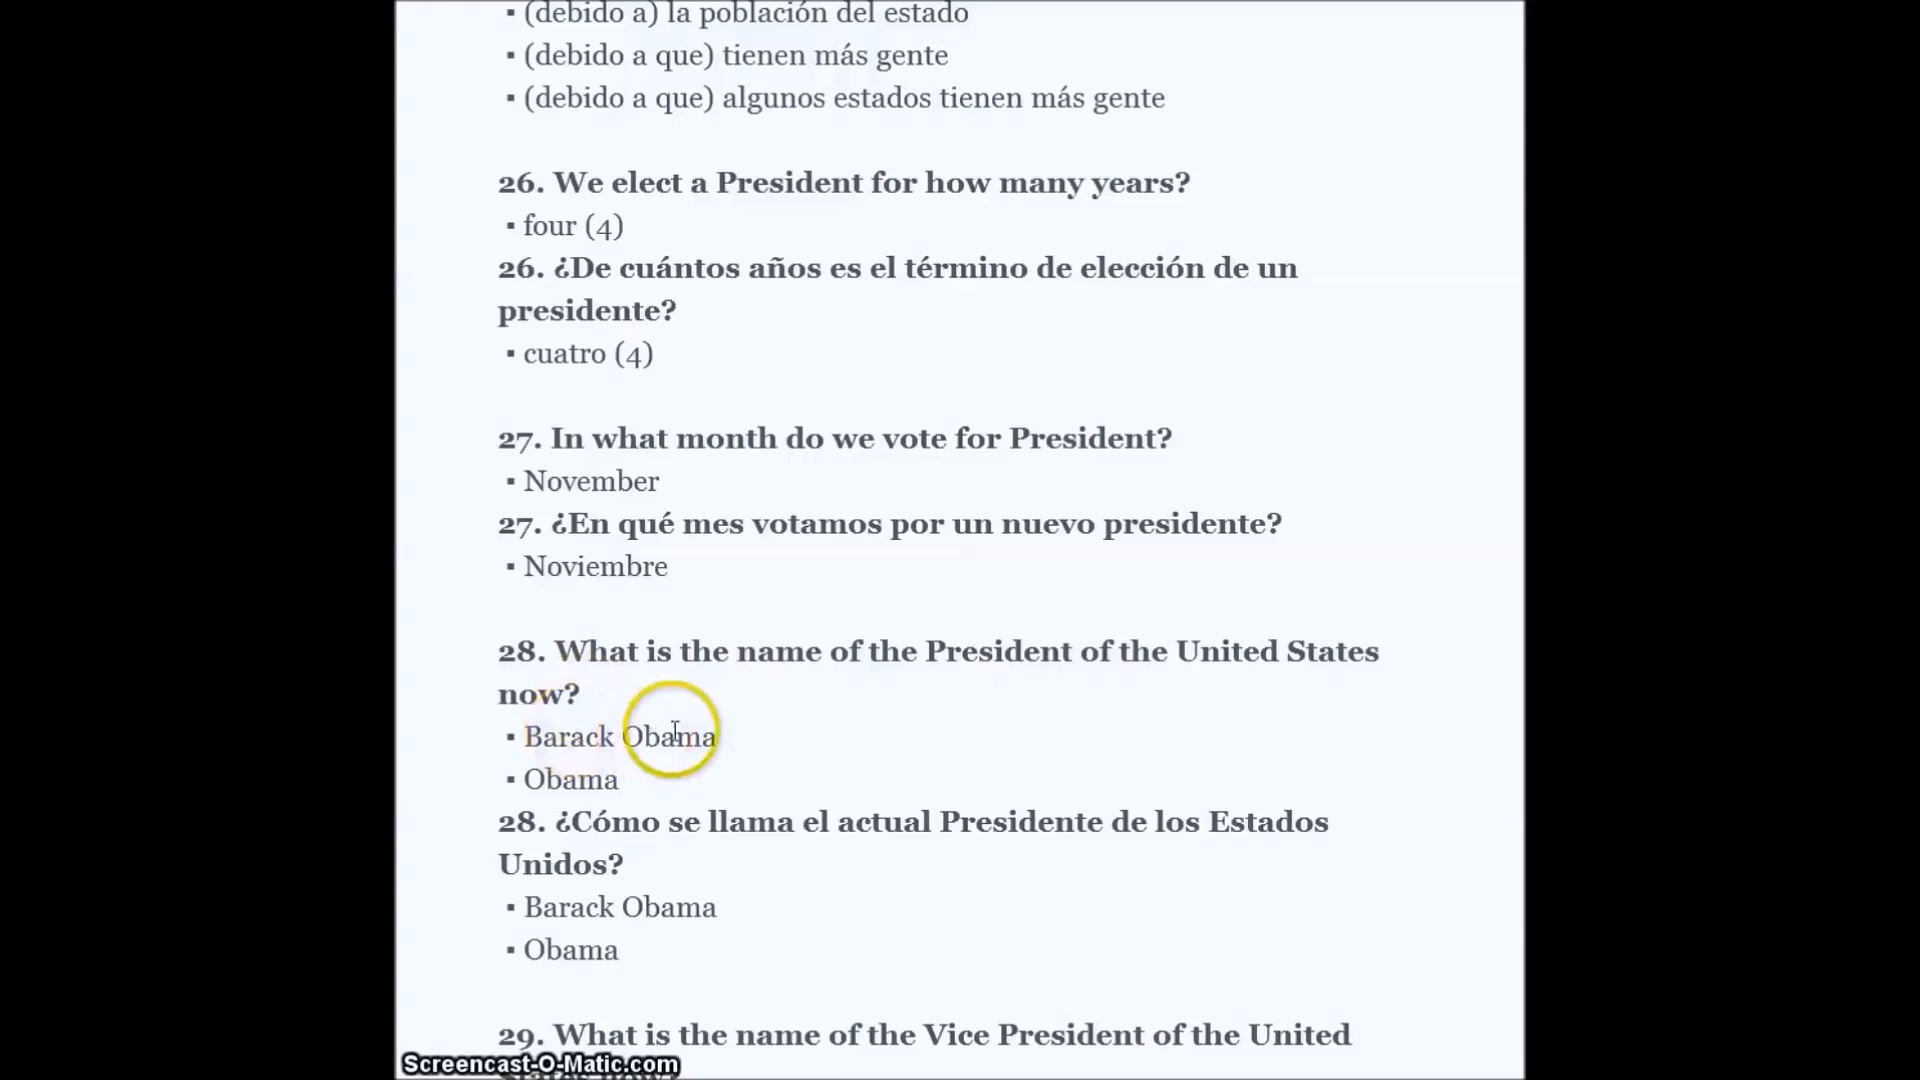 ▪ (debido a) la población del estado
▪ (debido a que) tienen más gente
▪ (debido a que) algunos estados tienen más gente
26. We elect a President for how many years?
▪ four (4)
26. ¿De cuántos años es el término de elección de un
presidente?
▪ cuatro (4)
27. In what month do we vote for President?
▪ November
27. ¿En qué mes votamos por un nuevo presidente?
▪ Noviembre
28. What is the name of the President of the United States
now?
▪ Barack Obama
▪ Obama
28. ¿Cómo se llama el actual Presidente de los Estados
Unidos?
▪ Barack Obama
▪ Obama
29. What is the name of the Vice President of the United
States now?
Screencast-O-Matic.com